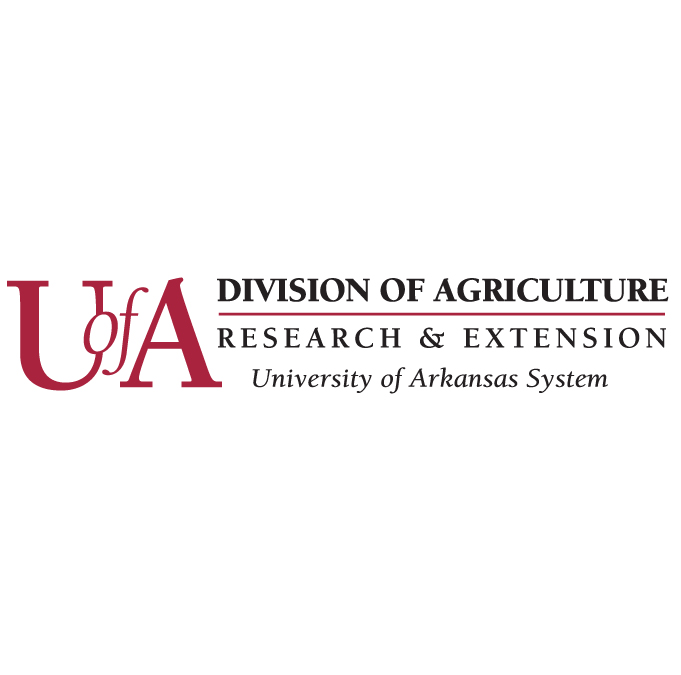 UofA
DIVISION OF AGRICULTURE
RESEARCH & EXTENSION
University of Arkansas System